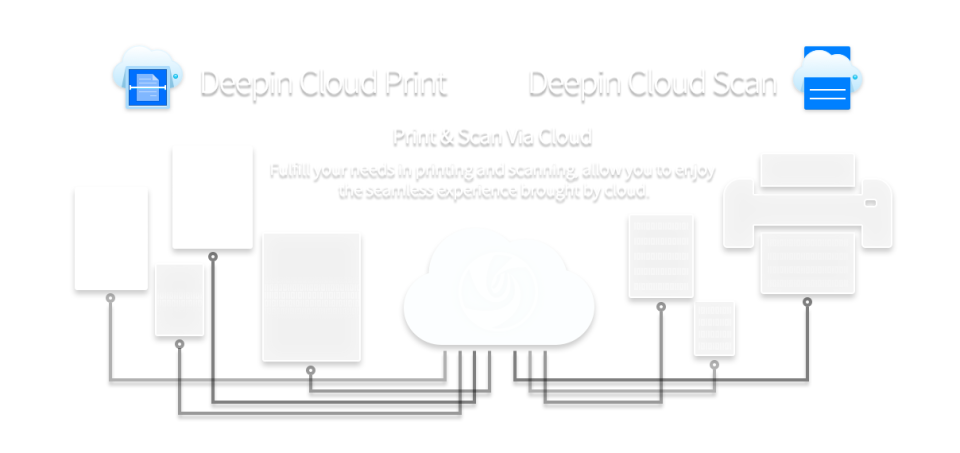 Deepin Cloud Print
Deepin Cloud Scan
Print & Scan Via Cloud
Fulfill your needs in printing and scanning, allow you to enjoy
the seamless experience brought by cloud.